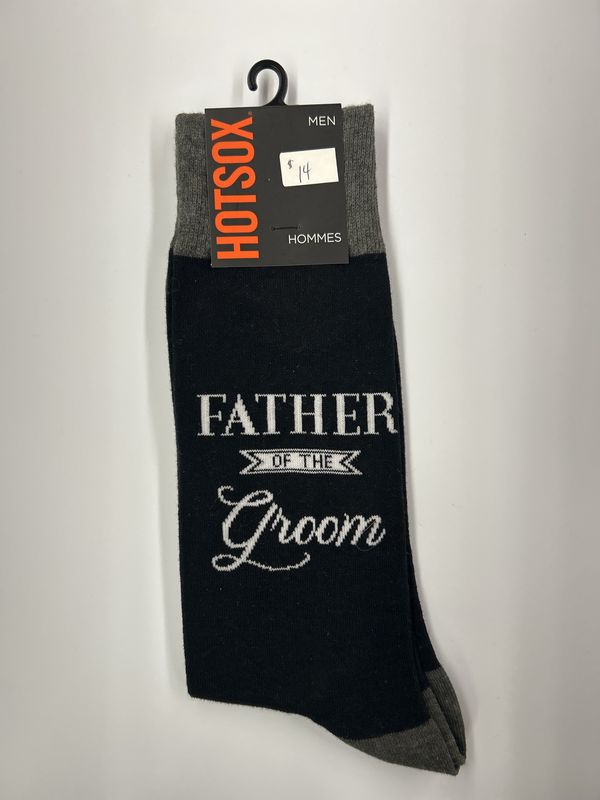 HOTSOX
MEN
$14
HOMMES
FATHER
OF THE
Groom